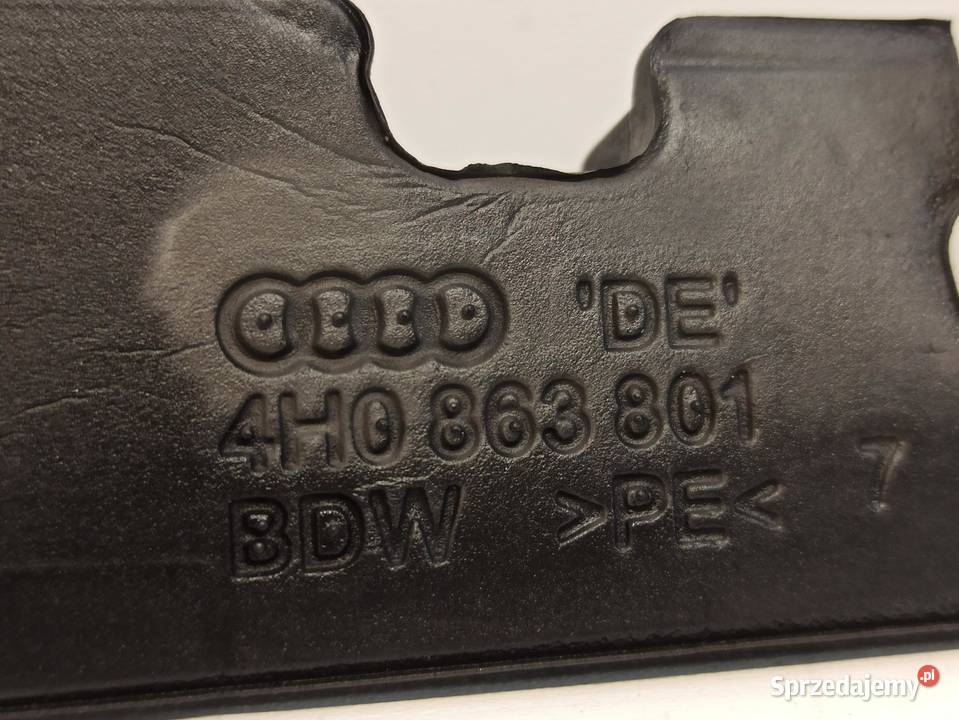 'DE'
4H0 863 801
BDW >PE< 7
Sprzedajemy.pl